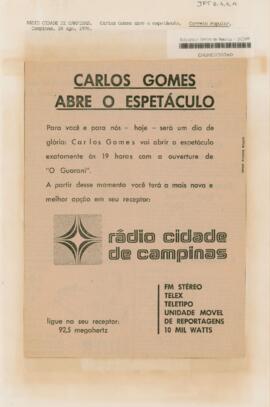 RÁDIO CIDADE DE CAMPINAS. Carlos Gomes abre o espetáculo. Correio Popular.
Campinas, 24 ago. 1978.
CARLOS GOMES
ABRE O ESPETÁCULO
Para você e para nós - hoje - será um dia de
glória: Carlos Gomes vai abrir o espetáculo
exatamente às 19 horas com a ouverture de
"O Guarani".
A partir desse momento você terá a mais nova e
melhor opção em seu receptor:
rádio cidade
de campinas
FM STÉREO
TELEX
TELETIPO
UNIDADE MOVEL
DE REPORTAGENS
10 MIL WATTS
ligue no seu receptor:
92,5 megohertz